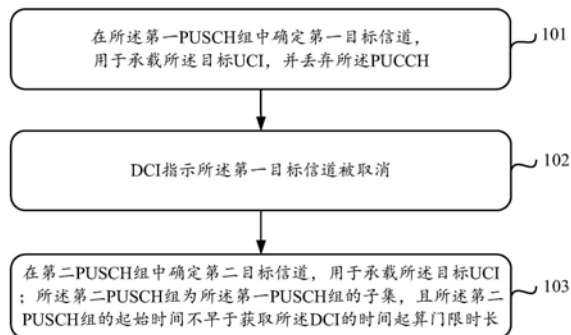 在所述第一PUSCH组中确定第一目标信道，
用于承载所述目标UCI，并丢弃所述PUCCH
101
DCI指示所述第一目标信道被取消
102
在第二PUSCH组中确定第二目标信道，用于承载所述目标UCI
；所述第二PUSCH组为所述第一PUSCH组的子集，且所述第二
PUSCH组的起始时间不早于获取所述DCI的时间起算门限时长
103